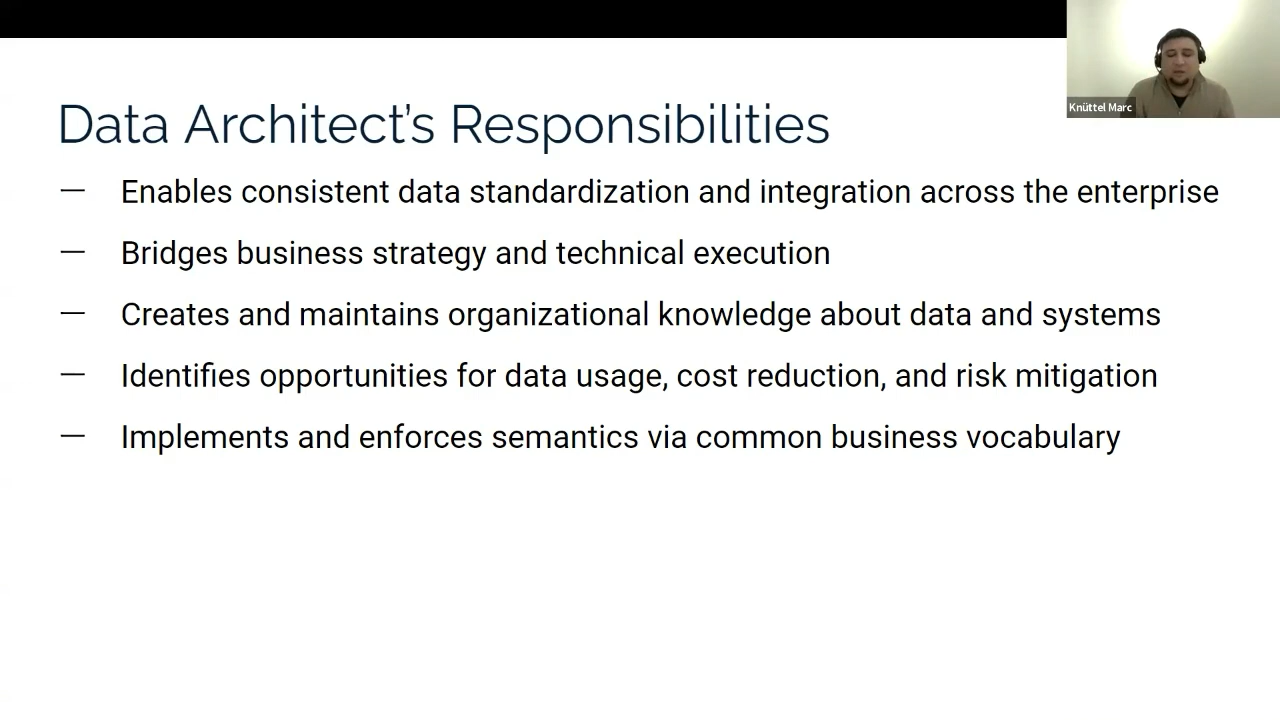 Data Architect's Responsibilities
— Enables consistent data standardization and integration across the enterprise
— Bridges business strategy and technical execution
— Creates and maintains organizational knowledge about data and systems
— Identifies opportunities for data usage, cost reduction, and risk mitigation
— Implements and enforces semantics via common business vocabulary
Knüttel Marc